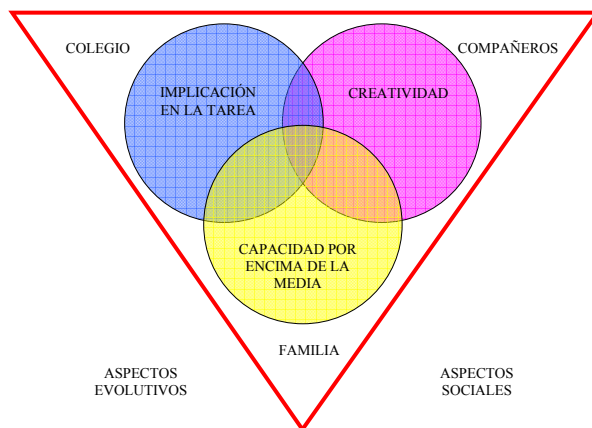 COLEGIO
COMPAÑEROS
IMPLICACIÓN
EN LA TAREA
CREATIVIDAD
CAPACIDAD POR
ENCIMA DE LA
MEDIA
FAMILIA
ASPECTOS
EVOLUTIVOS
ASPECTOS
SOCIALES